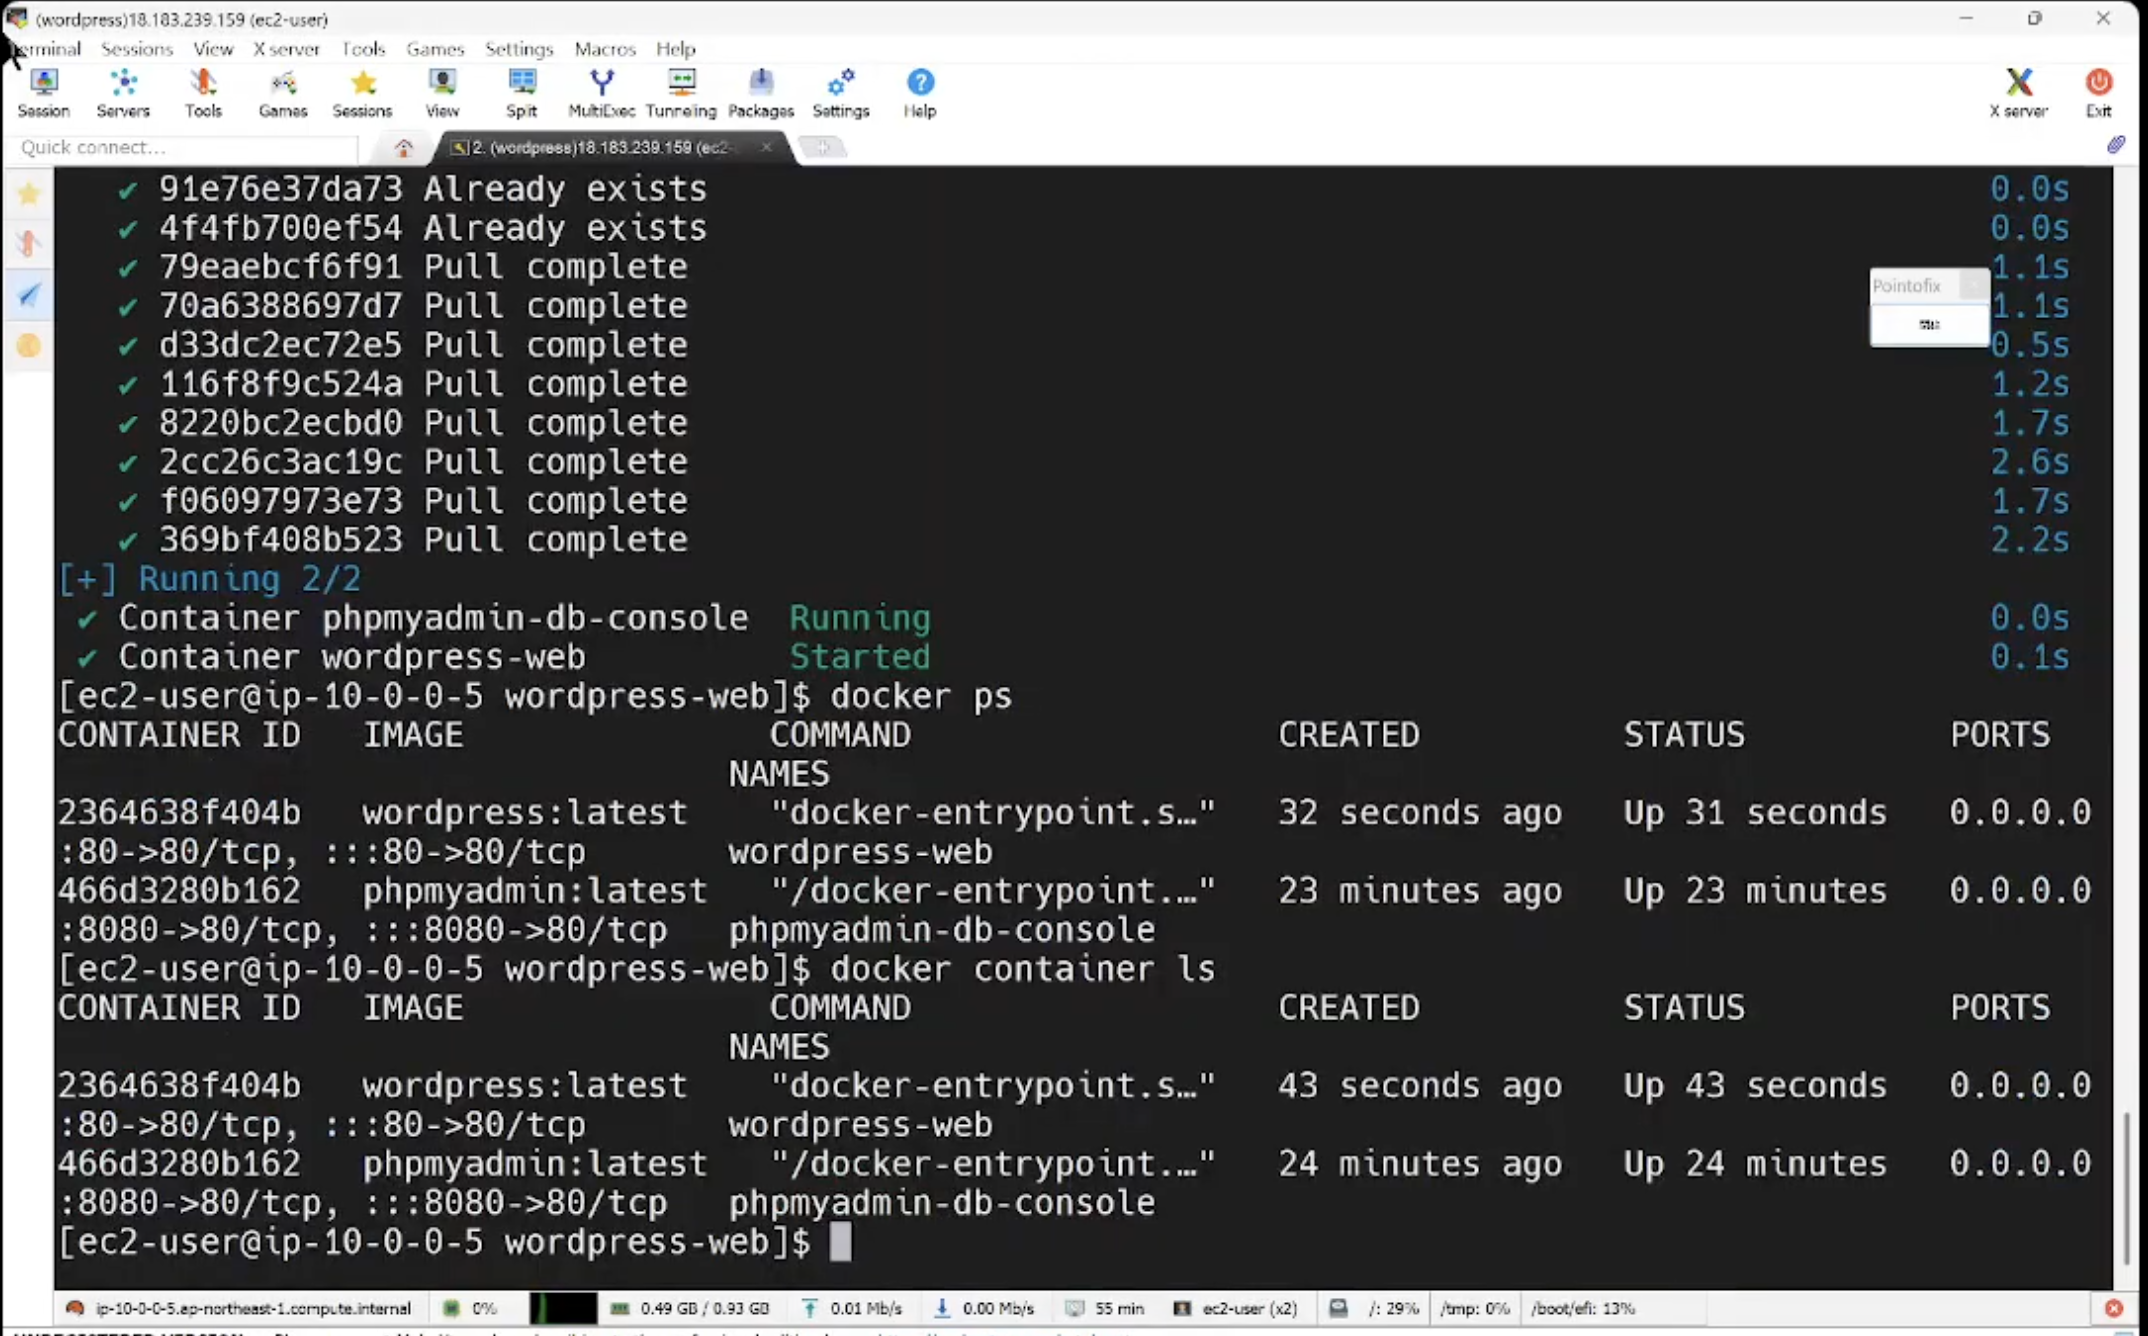 (wordpress)18.183.239.159 (ec2-user)
Terminal Sessions View X server Tools Games Settings Macros Help
Session Servers Tools Games Sessions View Split MultiExec Tunneling Packages Settings Help X server Exit
Quick connect... 2. (wordpress)18.183.239.159 (ec2-
✔ 91e76e37da73 Already exists 0.0s
✔ 4f4fb700ef54 Already exists 0.0s
✔ 79eaebcf6f91 Pull complete 1.1s
Pointofix
✔ 70a6388697d7 Pull complete 1.1s
✔ d33dc2ec72e5 Pull complete 0.5s
✔ 116f8f9c524a Pull complete 1.2s
✔ 8220bc2ecbd0 Pull complete 1.7s
✔ 2cc26c3ac19c Pull complete 2.6s
✔ f06097973e73 Pull complete 1.7s
✔ 369bf408b523 Pull complete 2.2s
[+] Running 2/2
✔ Container phpmyadmin-db-console Running 0.0s
✔ Container wordpress-web Started 0.1s
[ec2-user@ip-10-0-0-5 wordpress-web]$ docker ps
CONTAINER ID IMAGE COMMAND CREATED STATUS PORTS
NAMES
2364638f404b wordpress:latest "docker-entrypoint.s…" 32 seconds ago Up 31 seconds 0.0.0.0
:80->80/tcp, :::80->80/tcp wordpress-web
466d3280b162 phpmyadmin:latest "/docker-entrypoint.…" 23 minutes ago Up 23 minutes 0.0.0.0
:8080->80/tcp, :::8080->80/tcp phpmyadmin-db-console
[ec2-user@ip-10-0-0-5 wordpress-web]$ docker container ls
CONTAINER ID IMAGE COMMAND CREATED STATUS PORTS
NAMES
2364638f404b wordpress:latest "docker-entrypoint.s…" 43 seconds ago Up 43 seconds 0.0.0.0
:80->80/tcp, :::80->80/tcp wordpress-web
466d3280b162 phpmyadmin:latest "/docker-entrypoint.…" 24 minutes ago Up 24 minutes 0.0.0.0
:8080->80/tcp, :::8080->80/tcp phpmyadmin-db-console
[ec2-user@ip-10-0-0-5 wordpress-web]$
ip-10-0-0-5.ap-northeast-1.compute.internal 0% 0.49 GB / 0.93 GB 0.01 Mb/s 0.00 Mb/s 55 min ec2-user (x2) /: 29% /tmp: 0% /boot/efi: 13%